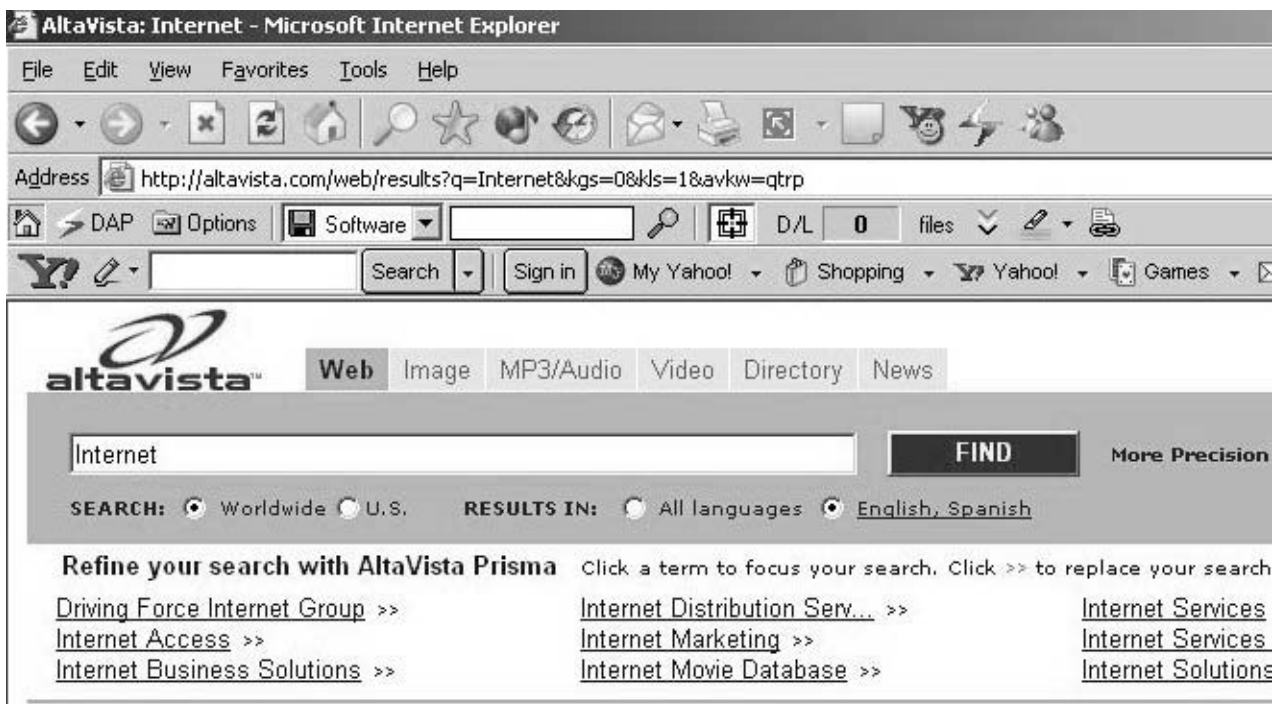 AltaVista: Internet - Microsoft Internet Explorer
File Edit View Favorites Tools Help
Address http://altavista.com/web/results?q=Internet&kgs=0&kls=1&avkw=qtrp
DAP Options Software D/L 0 files
Y! Search Sign in My Yahoo! Shopping Y? Yahoo! Games
altavista™ Web Image MP3/Audio Video Directory News
Internet FIND More Precision
SEARCH: Worldwide U.S. RESULTS IN: All languages English, Spanish
Refine your search with AltaVista Prisma Click a term to focus your search. Click >> to replace your search
Driving Force Internet Group >> Internet Distribution Serv... >> Internet Services
Internet Access >> Internet Marketing >> Internet Services
Internet Business Solutions >> Internet Movie Database >> Internet Solutions